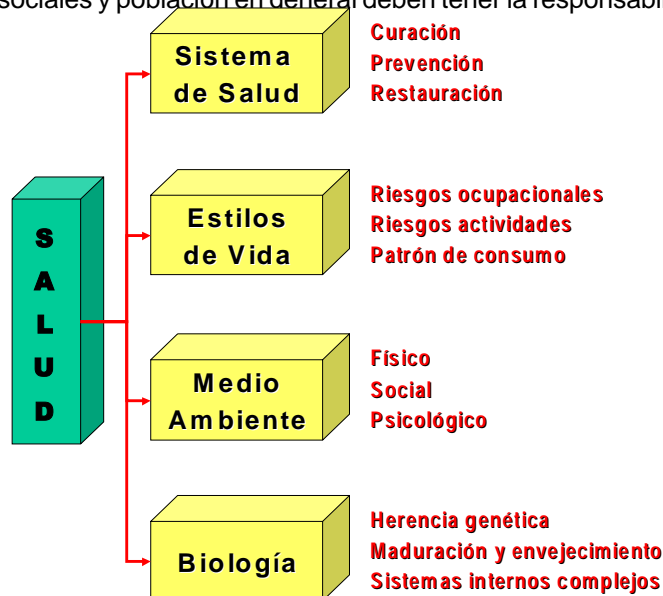 sociales y población en general deben tener la responsabi
Sistema
de Salud
Curación
Prevención
Restauración
SALUD
Estilos
de Vida
Riesgos ocupacionales
Riesgos actividades
Patrón de consumo
Medio
Ambiente
Físico
Social
Psicológico
Biología
Herencia genética
Maduración y envejecimiento
Sistemas internos complejos